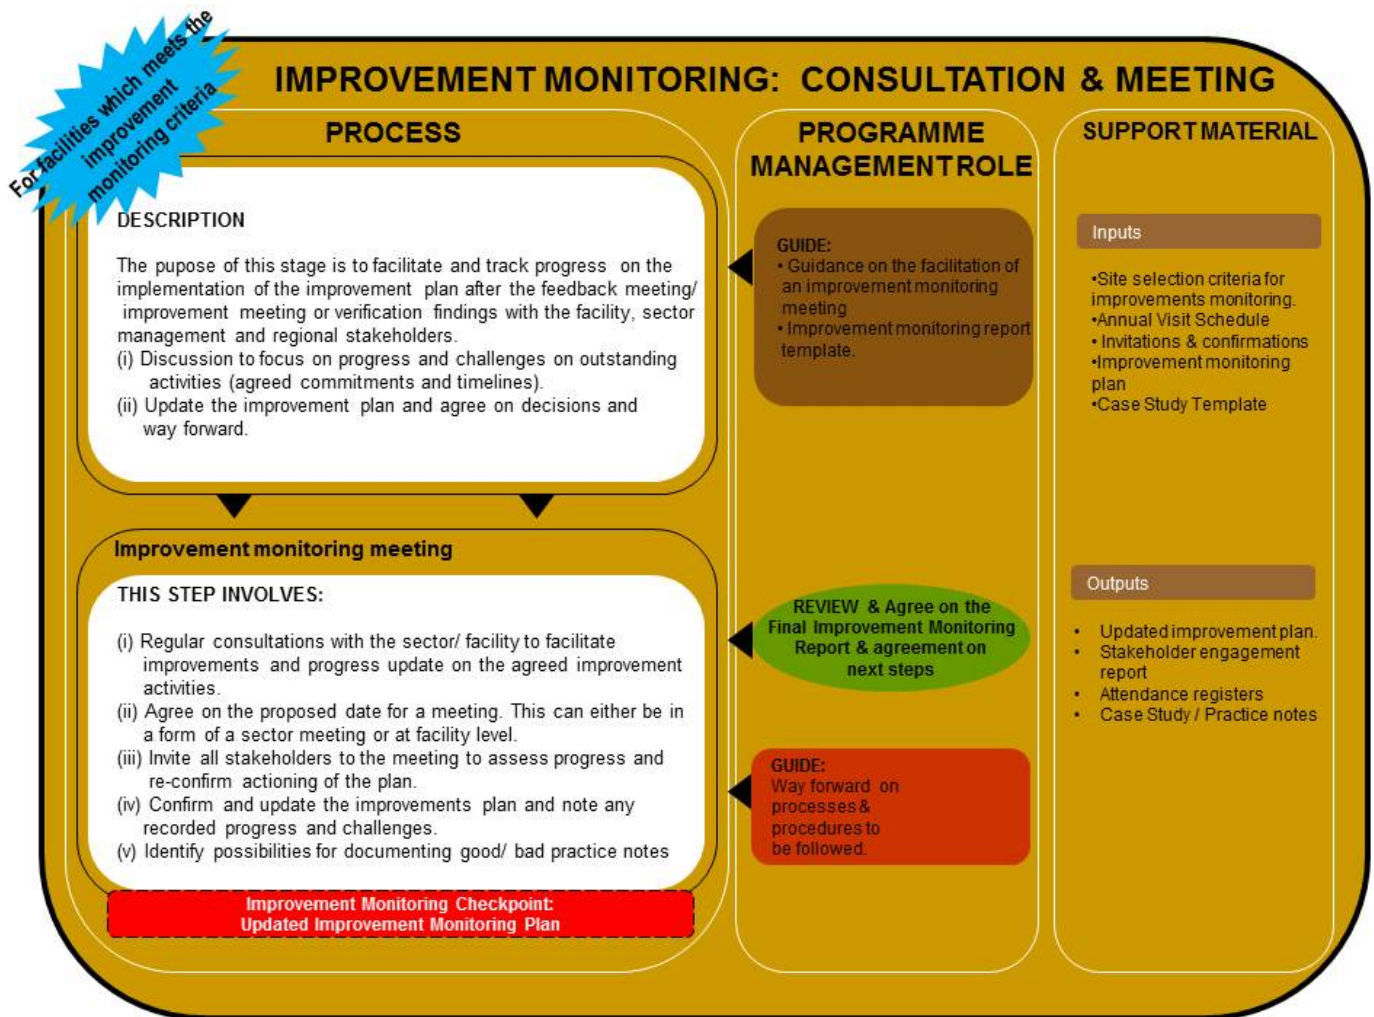 For facilities which meets the
improvement
monitoring criteria
IMPROVEMENT MONITORING: CONSULTATION & MEETING
PROCESS
DESCRIPTION
The pupose of this stage is to facilitate and track progress on the
implementation of the improvement plan after the feedback meeting/
improvement meeting or verification findings with the facility, sector
management and regional stakeholders.
(i) Discussion to focus on progress and challenges on outstanding
activities (agreed commitments and timelines).
(ii) Update the improvement plan and agree on decisions and
way forward.
Improvement monitoring meeting
THIS STEP INVOLVES:
(i) Regular consultations with the sector/ facility to facilitate
improvements and progress update on the agreed improvement
activities.
(ii) Agree on the proposed date for a meeting. This can either be in
a form of a sector meeting or at facility level.
(iii) Invite all stakeholders to the meeting to assess progress and
re-confirm actioning of the plan.
(iv) Confirm and update the improvements plan and note any
recorded progress and challenges.
(v) Identify possibilities for documenting good/ bad practice notes
Improvement Monitoring Checkpoint:
Updated Improvement Monitoring Plan
PROGRAMME
MANAGEMENT ROLE
GUIDE:
• Guidance on the facilitation of
an improvement monitoring
meeting
• Improvement monitoring report
template.
REVIEW & Agree on the
Final Improvement Monitoring
Report & agreement on
next steps
GUIDE:
Way forward on
processes &
procedures to
be followed.
SUPPORT MATERIAL
Inputs
•Site selection criteria for
improvements monitoring.
•Annual Visit Schedule
• Invitations & confirmations
•Improvement monitoring
plan
•Case Study Template
Outputs
• Updated improvement plan.
• Stakeholder engagement
report
• Attendance registers
• Case Study / Practice notes